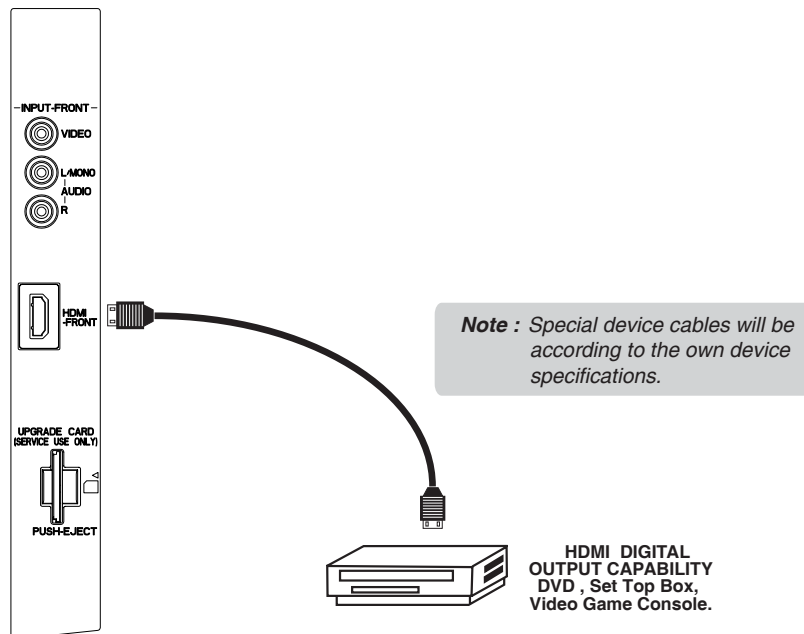 INPUT-FRONT
VIDEO
L/MONO
AUDIO
R
HDMI
-FRONT
UPGRADE CARD
(SERVICE USE ONLY)
PUSH-EJECT
Note : Special device cables will be
according to the own device
specifications.
HDMI DIGITAL
OUTPUT CAPABILITY
DVD , Set Top Box,
Video Game Console.